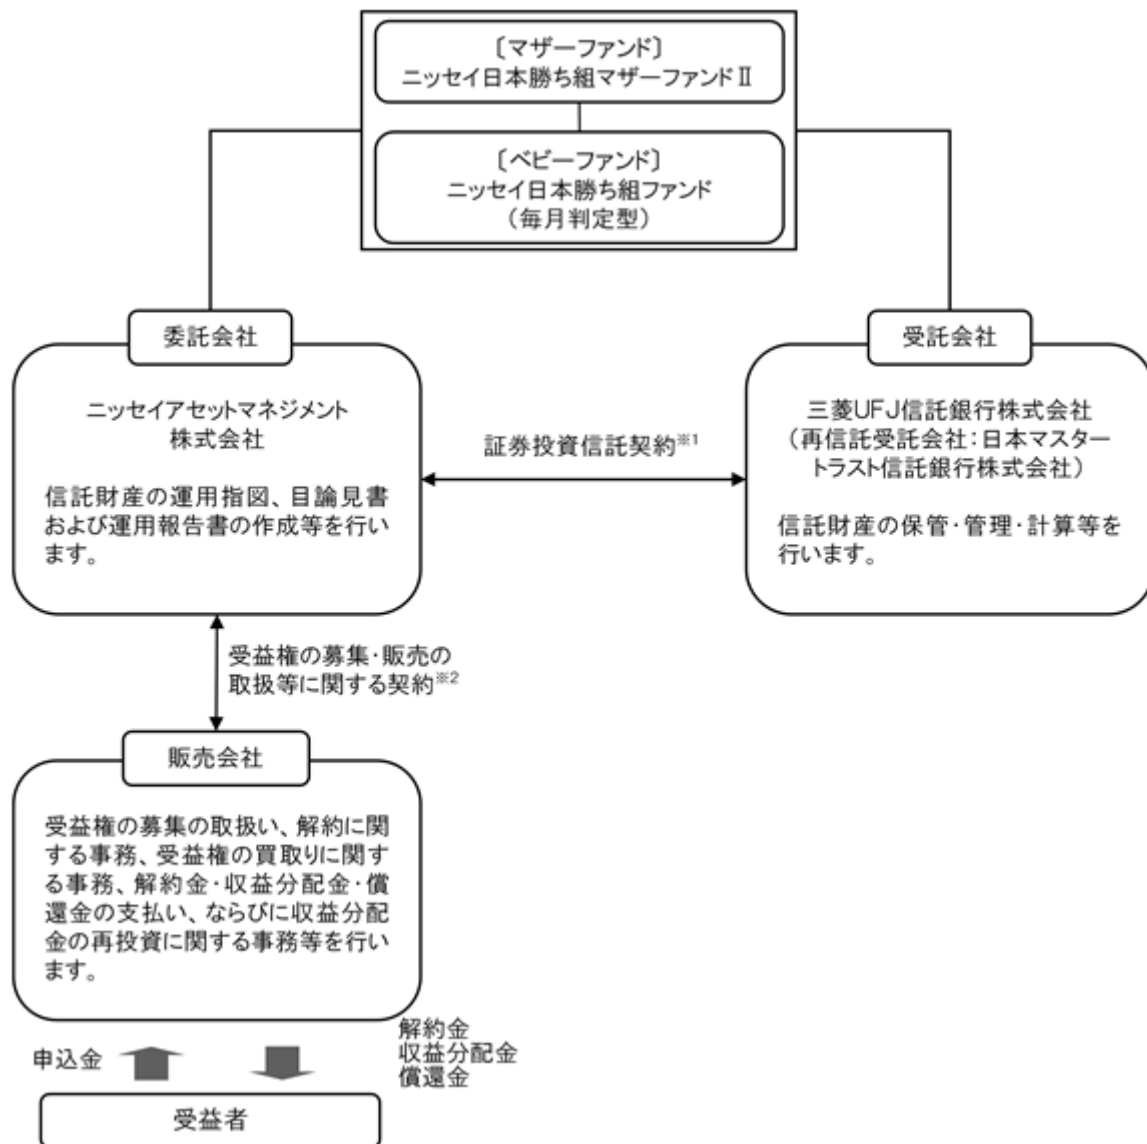 〔マザーファンド〕
ニッセイ日本勝ち組マザーファンドⅡ
〔ベビーファンド〕
ニッセイ日本勝ち組ファンド
（毎月判定型）
委託会社
ニッセイアセットマネジメント
株式会社
信託財産の運用指図、目論見書
および運用報告書の作成等を行い
ます。
証券投資信託契約※1
受託会社
三菱UFJ信託銀行株式会社
（再信託受託会社：日本マスター
トラスト信託銀行株式会社）
信託財産の保管・管理・計算等を
行います。
受益権の募集・販売の
取扱等に関する契約※2
販売会社
受益権の募集の取扱い、解約に関
する事務、受益権の買取りに関す
る事務、解約金・収益分配金・償
還金の支払い、ならびに収益分配
金の再投資に関する事務等を行い
ます。
申込金
解約金
収益分配金
償還金
受益者